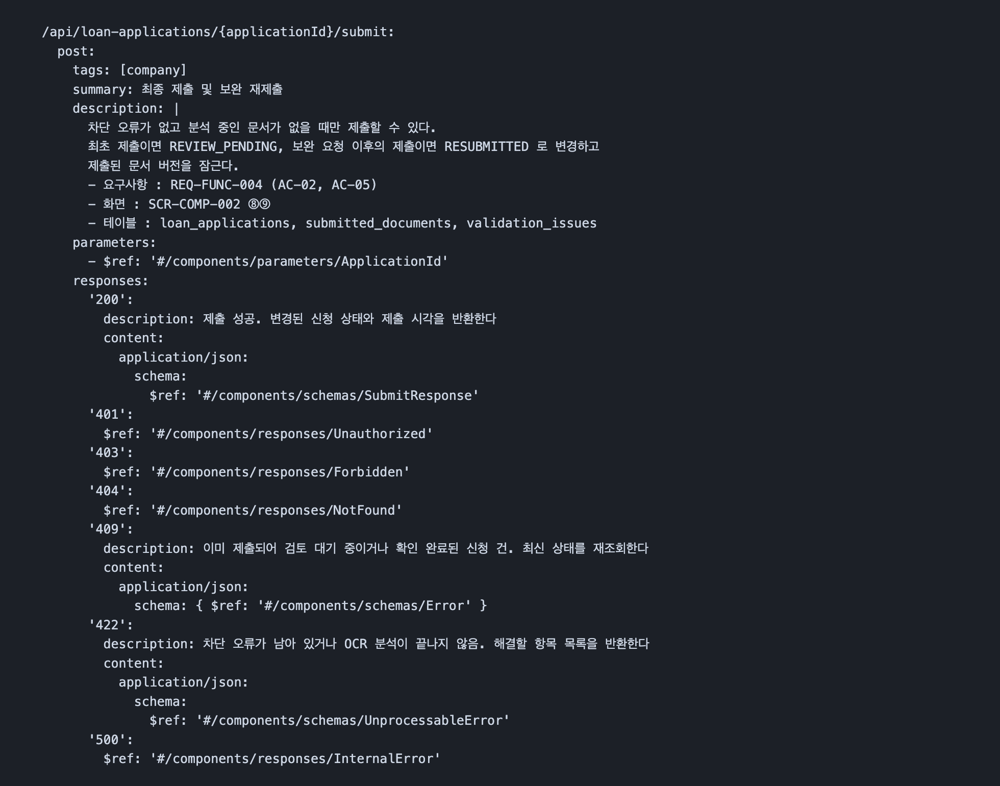 /api/loan-applications/{applicationId}/submit:
  post:
    tags: [company]
    summary: 최종 제출 및 보완 재제출
    description: |
      차단 오류가 없고 분석 중인 문서가 없을 때만 제출할 수 있다.
      최초 제출이면 REVIEW_PENDING, 보완 요청 이후의 제출이면 RESUBMITTED 로 변경하고
      제출된 문서 버전을 잠근다.
      - 요구사항 : REQ-FUNC-004 (AC-02, AC-05)
      - 화면 : SCR-COMP-002 ⑧⑨
      - 테이블 : loan_applications, submitted_documents, validation_issues
    parameters:
      - $ref: '#/components/parameters/ApplicationId'
    responses:
      '200':
        description: 제출 성공. 변경된 신청 상태와 제출 시각을 반환한다
        content:
          application/json:
            schema:
              $ref: '#/components/schemas/SubmitResponse'
      '401':
        $ref: '#/components/responses/Unauthorized'
      '403':
        $ref: '#/components/responses/Forbidden'
      '404':
        $ref: '#/components/responses/NotFound'
      '409':
        description: 이미 제출되어 검토 대기 중이거나 확인 완료된 신청 건. 최신 상태를 재조회한다
        content:
          application/json:
            schema: { $ref: '#/components/schemas/Error' }
      '422':
        description: 차단 오류가 남아 있거나 OCR 분석이 끝나지 않음. 해결할 항목 목록을 반환한다
        content:
          application/json:
            schema:
              $ref: '#/components/schemas/UnprocessableError'
      '500':
        $ref: '#/components/responses/InternalError'